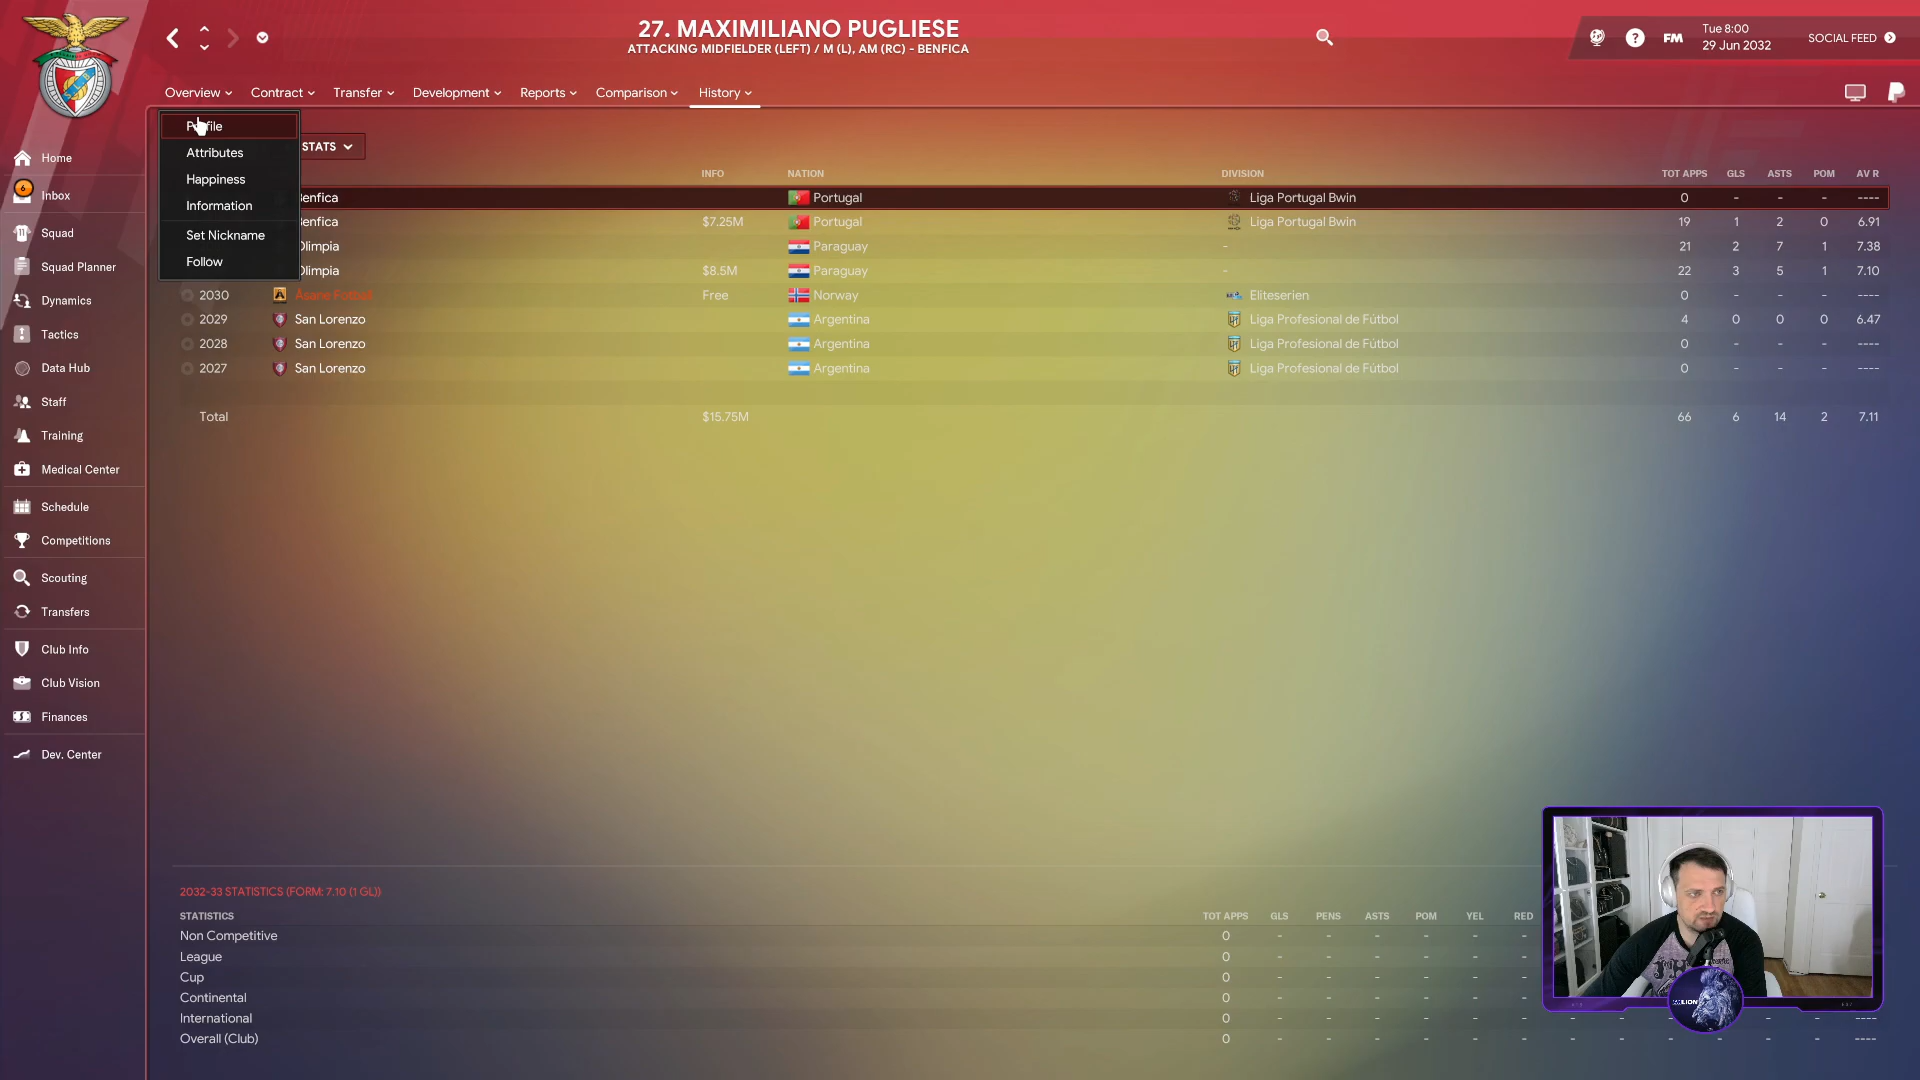 27. MAXIMILIANO PUGLIESE
ATTACKING MIDFIELDER (LEFT) / M (L), AM (RC) - BENFICA
FM
Tue 8:00
29 Jun 2032
SOCIAL FEED
Overview Contract Transfer Development Reports Comparison History
Profile
Attributes
Happiness
Information
Set Nickname
Follow
Home
6
Inbox
Squad
Squad Planner
Dynamics
Tactics
Data Hub
Staff
Training
Medical Center
Schedule
Competitions
Scouting
Transfers
Club Info
Club Vision
Finances
Dev. Center
STATS
INFO NATION DIVISION TOT APPS GLS ASTS POM AV R
Benfica Portugal Liga Portugal Bwin 0 - - - ----
Benfica $7.25M Portugal Liga Portugal Bwin 19 1 2 0 6.91
Olimpia Paraguay - 21 2 7 1 7.38
Olimpia $8.5M Paraguay - 22 3 5 1 7.10
2030 Åsane Fotball Free Norway Eliteserien 0 - - - ----
2029 San Lorenzo Argentina Liga Profesional de Fútbol 4 0 0 0 6.47
2028 San Lorenzo Argentina Liga Profesional de Fútbol 0 - - - ----
2027 San Lorenzo Argentina Liga Profesional de Fútbol 0 - - - ----
Total $15.75M 66 6 14 2 7.11
2032-33 STATISTICS (FORM: 7.10 (1 GL))
STATISTICS TOT APPS GLS PENS ASTS POM YEL RED
Non Competitive 0 - - - - - -
League 0 - - - - - -
Cup 0 - - - - - -
Continental 0 - - - - - -
International 0 - - - - - - - - - - - - ----
Overall (Club) 0 - - - - - - - - - - - - ----